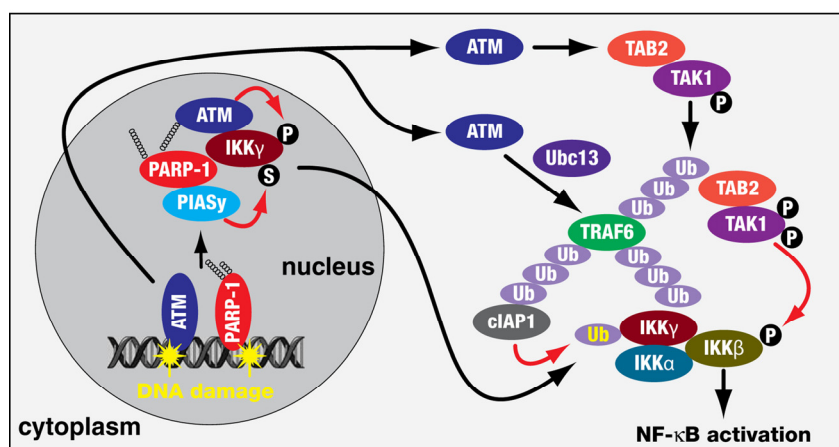 ATM
TAB2
TAK1
P
ATM
P
IKKγ
PARP-1
S
PIASy
ATM
Ubc13
Ub
Ub
Ub
TAB2
TAK1
P
P
TRAF6
nucleus
Ub
Ub
Ub
Ub
Ub
Ub
ATM
PARP-1
cIAP1
Ub
IKKγ
IKKα
IKKβ
P
DNA damage
cytoplasm
NF-κB activation